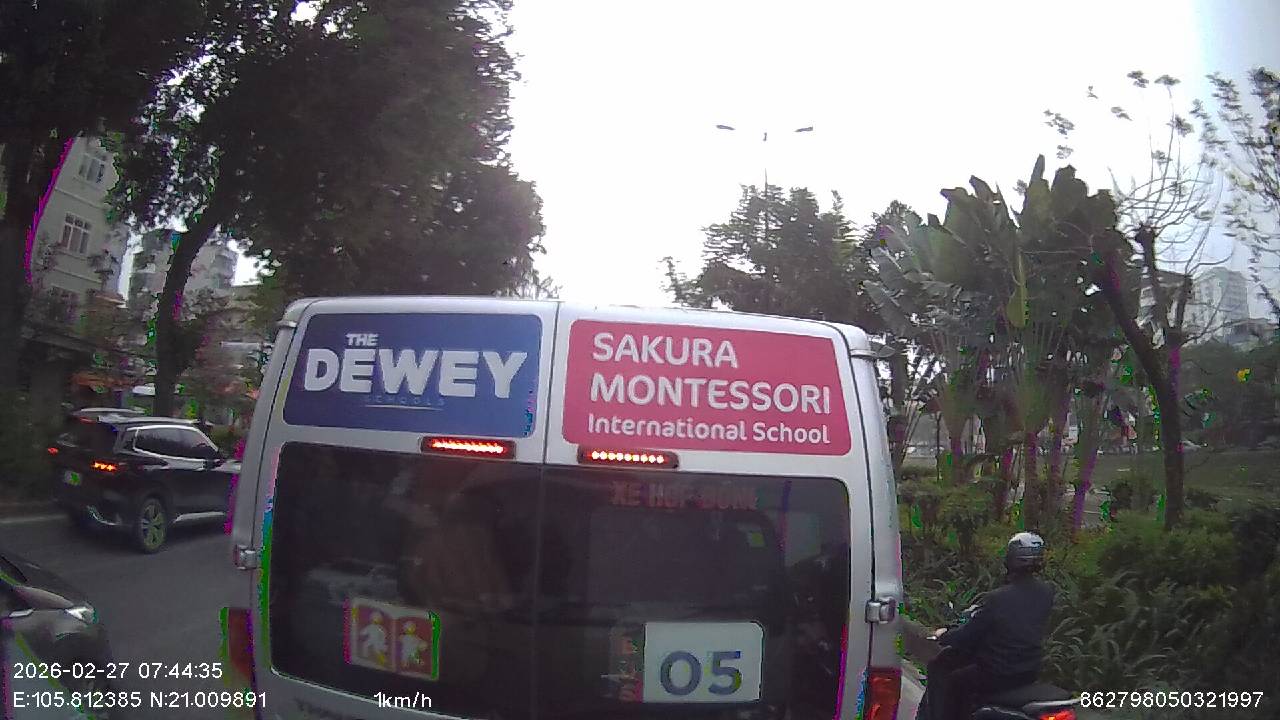 THE
DEWEY
SCHOOLS
SAKURA
MONTESSORI
International School
XE HỢP ĐỒNG
05
2026-02-27 07:44:35
E:105.812385 N:21.009891
1km/h
862798050321997